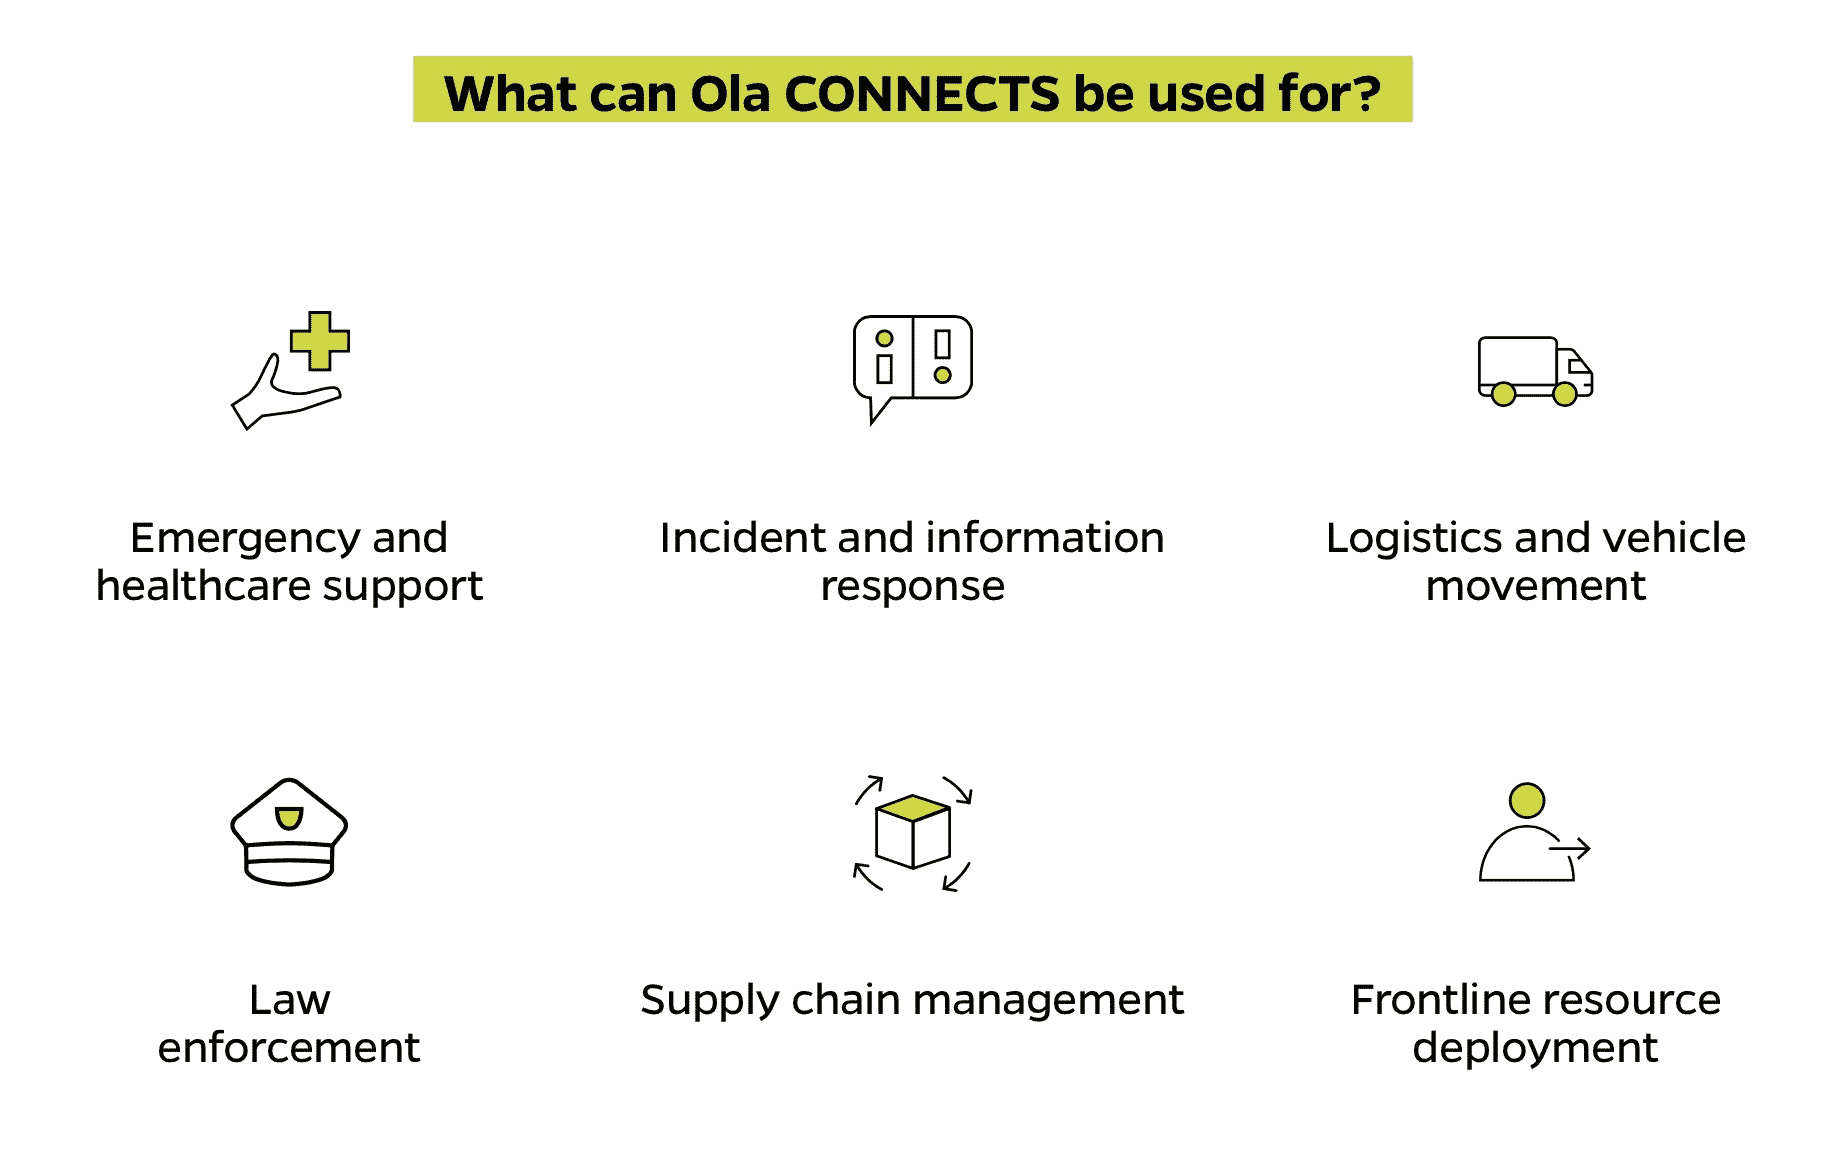 What can Ola CONNECTS be used for?
Emergency and
healthcare support
Incident and information
response
Logistics and vehicle
movement
Law
enforcement
Supply chain management
Frontline resource
deployment